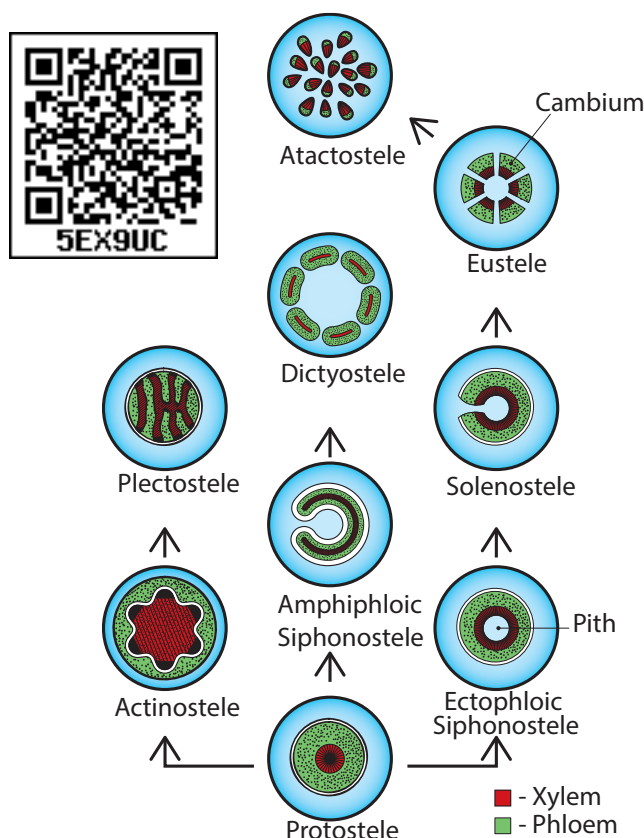 5EX9UC
Atactostele
Cambium
Eustele
Dictyostele
Plectostele
Solenostele
Amphiphloic
Siphonostele
Pith
Actinostele
Ectophloic
Siphonostele
Protostele
- Xylem
- Phloem